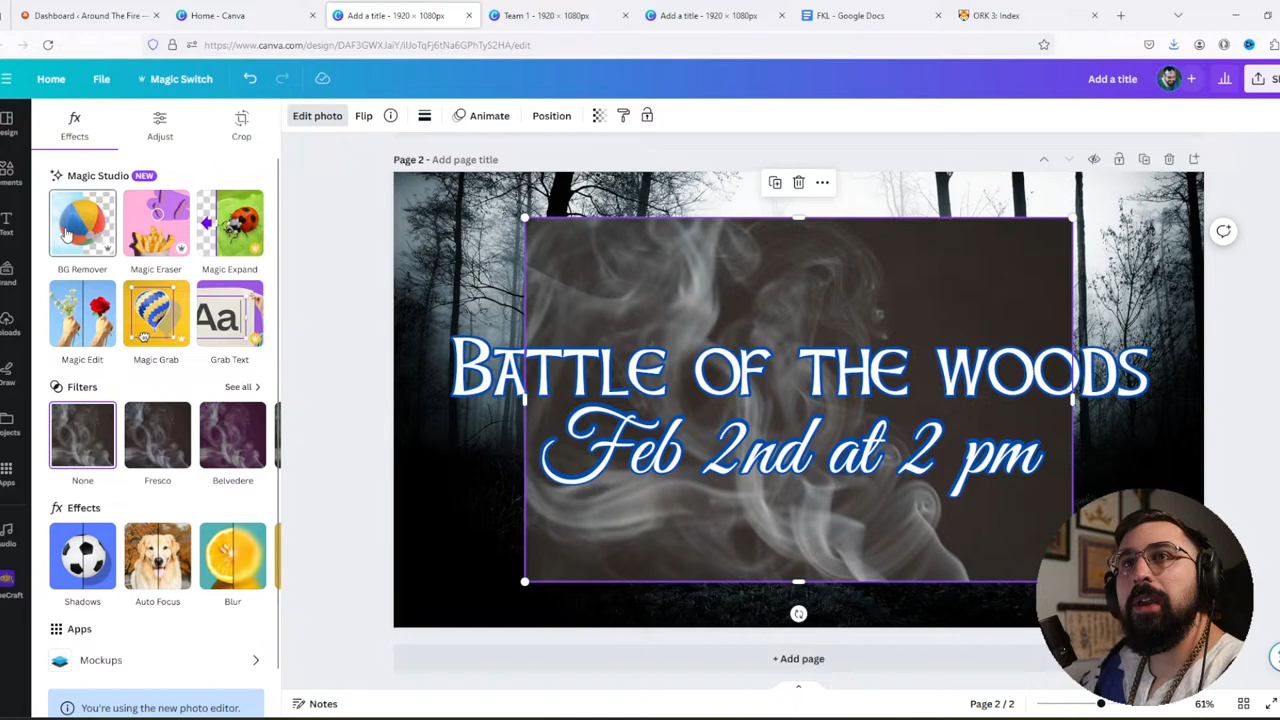 Dashboard ‹ Around The Fire —
Home - Canva
Add a title - 1920 × 1080px
Team 1 - 1920 × 1080px
Add a title - 1920 × 1080px
FKL - Google Docs
ORK 3: Index
https://www.canva.com/design/DAF3GWXJaiY/IUoTqFj6tNa6GPhTyS2HA/edit
Home
File
Magic Switch
Add a title
Effects
Adjust
Crop
Edit photo
Flip
Animate
Position
Page 2 - Add page title
Magic Studio NEW
BG Remover
Magic Eraser
Magic Expand
Aa
Magic Edit
Magic Grab
Grab Text
Filters
See all
None
Fresco
Belvedere
fx Effects
Shadows
Auto Focus
Blur
Apps
Mockups
You're using the new photo editor.
Battle of the woods
Feb 2nd at 2 pm
+ Add page
Notes
Page 2 / 2
61%